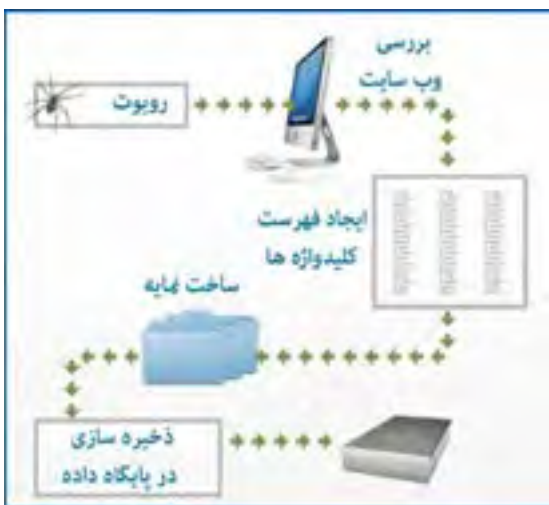 بررسی
وب سایت
روبوت
ایجاد فهرست
کلیدواژه ها
ساخت نمایه
ذخیره سازی
در پایگاه داده